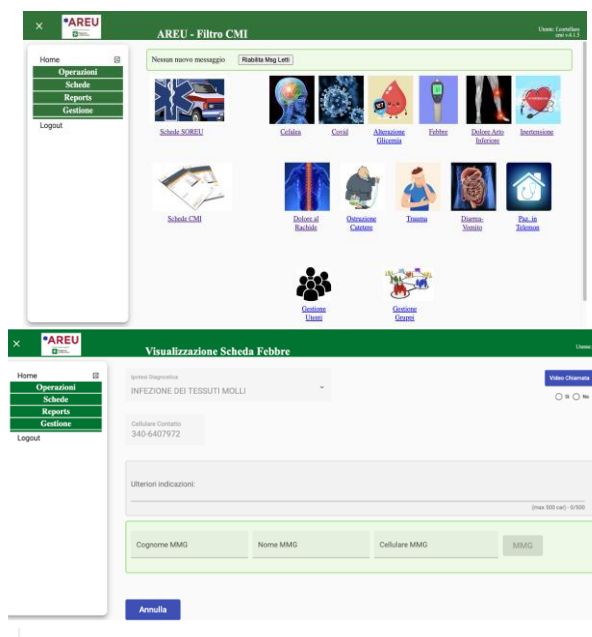 ×
*AREU
AREU - Filtro CMI
cmi v.4.1.5
Home
Operazioni
Schede
Reports
Gestione
Logout
Nessun nuovo messaggio
Riabilita Msg Letti
Schede SOREU
Cefalea
Covid
Alterazione
Glicemia
Febbre
Dolore Arto
Inferiore
Ipertensione
Schede CMI
Dolore al
Rachide
Ostruzione
Catetere
Trauma
Diarrea-
Vomito
Paz. in
Telemon
Gestione
Utenti
Gestione
Gruppi
×
*AREU
Visualizzazione Scheda Febbre
Utente
Home
Operazioni
Schede
Reports
Gestione
Logout
Ipotesi Diagnostica
INFEZIONE DEI TESSUTI MOLLI
Video Chiamata
Si No
Cellulare Contatto
340-6407972
Ulteriori indicazioni:
(max 500 car) - 0/500
Cognome MMG
Nome MMG
Cellulare MMG
MMG
Annulla